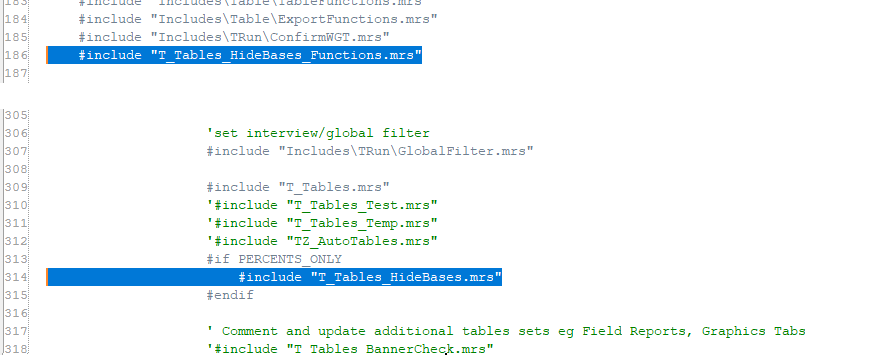 183 #include "Includes\Table\TableFunctions.mrs"
184 #include "Includes\Table\ExportFunctions.mrs"
185 #include "Includes\TRun\ConfirmWGT.mrs"
186 #include "T_Tables_HideBases_Functions.mrs"
187
305
306 'set interview/global filter
307 #include "Includes\TRun\GlobalFilter.mrs"
308
309 #include "T_Tables.mrs"
310 '#include "T_Tables_Test.mrs"
311 '#include "T_Tables_Temp.mrs"
312 '#include "TZ_AutoTables.mrs"
313 #if PERCENTS_ONLY
314 #include "T_Tables_HideBases.mrs"
315 #endif
316
317 ' Comment and update additional tables sets eg Field Reports, Graphics Tabs
318 '#include "T_Tables_BannerCheck.mrs"